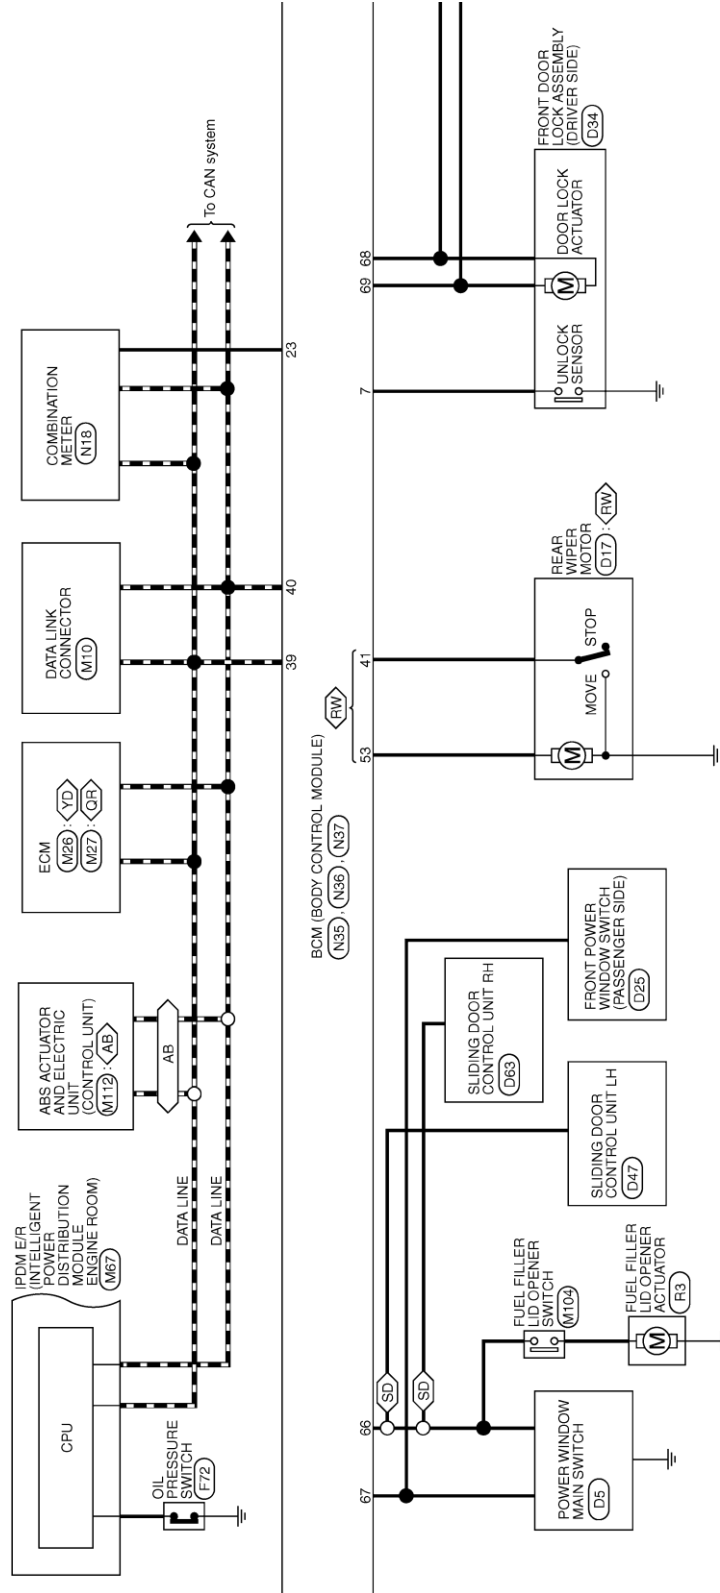 IPDM E/R
(INTELLIGENT
POWER
DISTRIBUTION
MODULE
ENGINE ROOM)
M67
CPU
OIL
PRESSURE
SWITCH
F72
DATA LINE
DATA LINE
ABS ACTUATOR
AND ELECTRIC
UNIT
(CONTROL UNIT)
M112 : AB
AB
ECM
M26 : YD
M27 : QR
DATA LINK
CONNECTOR
M10
COMBINATION
METER
N18
To CAN system
39
40
23
BCM (BODY CONTROL MODULE)
N35 , N36 , N37
RW
67
66
53
41
7
69
68
SD
SD
POWER WINDOW
MAIN SWITCH
D5
FUEL FILLER
LID OPENER
SWITCH
M104
FUEL FILLER
LID OPENER
ACTUATOR
R3
M
SLIDING DOOR
CONTROL UNIT LH
D47
SLIDING DOOR
CONTROL UNIT RH
D63
FRONT POWER
WINDOW SWITCH
(PASSENGER SIDE)
D25
REAR
WIPER
MOTOR
D17 : RW
M
MOVE
STOP
FRONT DOOR
LOCK ASSEMBLY
(DRIVER SIDE)
D34
UNLOCK
SENSOR
DOOR LOCK
ACTUATOR
M